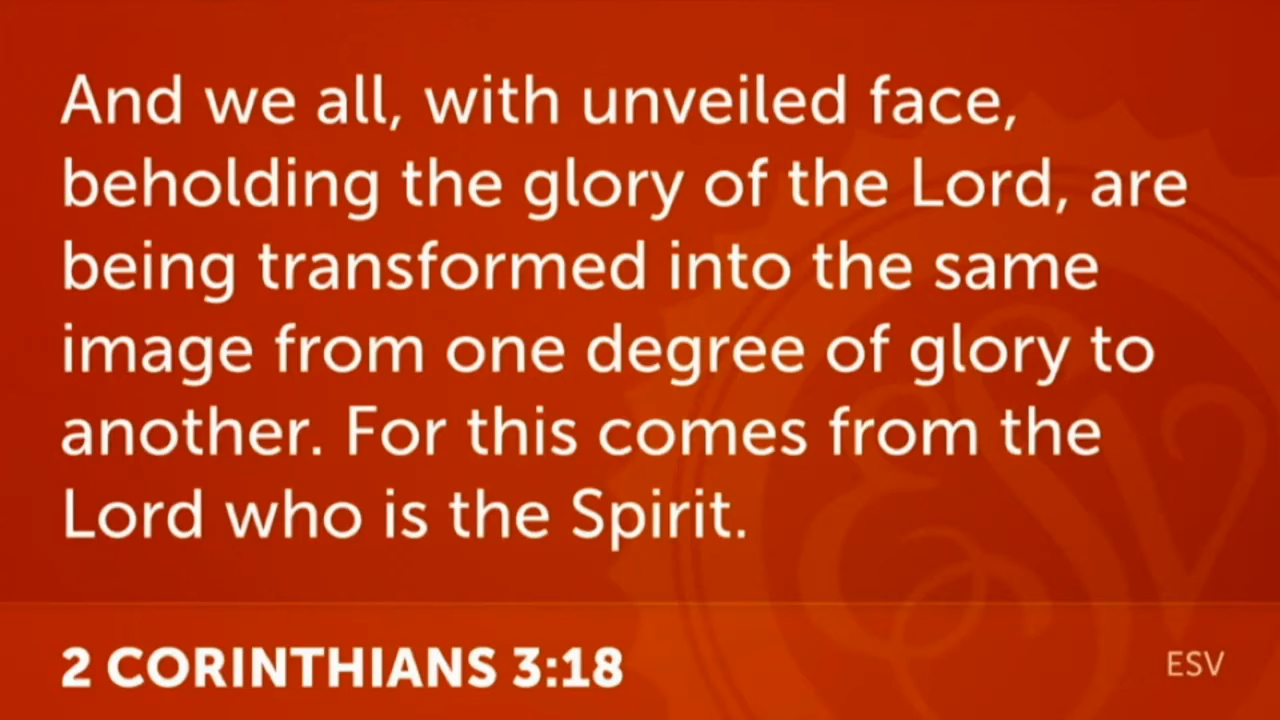 And we all, with unveiled face,
beholding the glory of the Lord, are
being transformed into the same
image from one degree of glory to
another. For this comes from the
Lord who is the Spirit.
2 CORINTHIANS 3:18
ESV
ESV